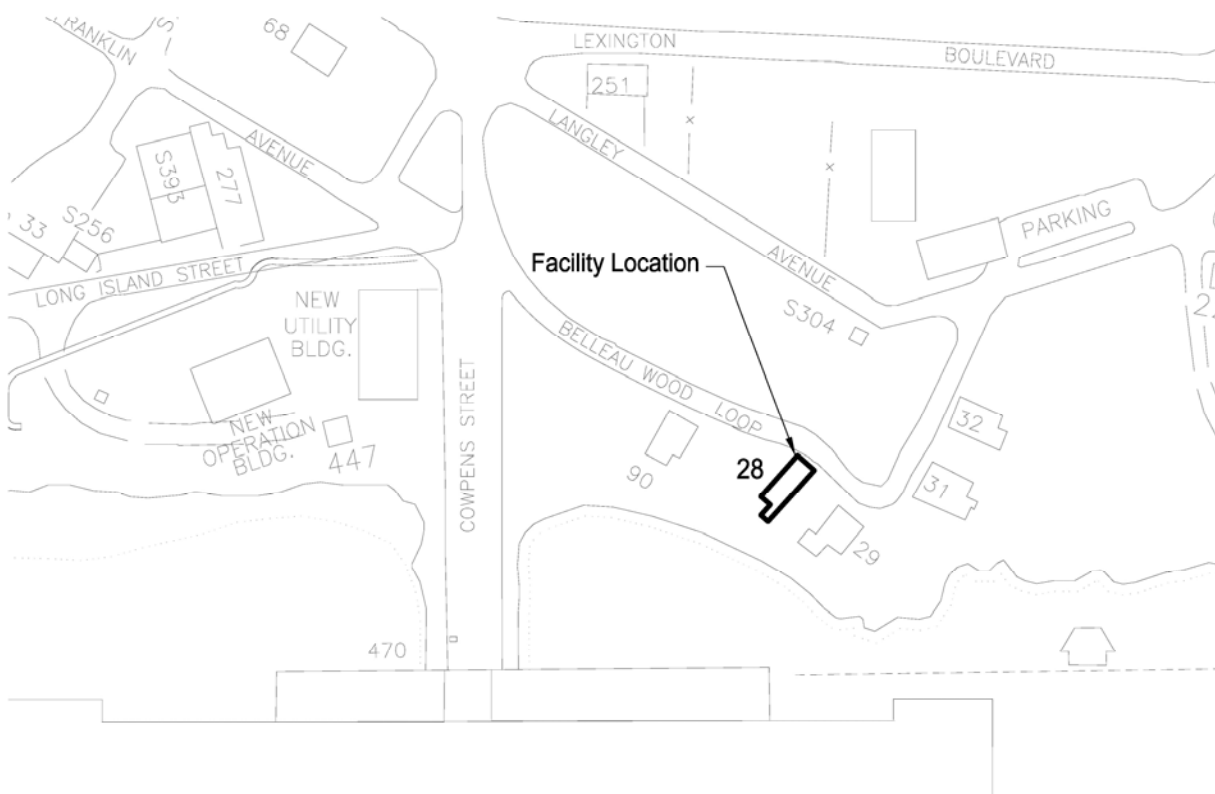 FRANKLIN
AVENUE
68
LEXINGTON
BOULEVARD
251
LANGLEY
AVENUE
S393
277
33
S256
LONG ISLAND STREET
PARKING
Facility Location
NEW
UTILITY
BLDG.
S304
BELLEAU WOOD LOOP
COWPENS STREET
NEW
OPERATION
BLDG.
447
90
28
29
32
31
470